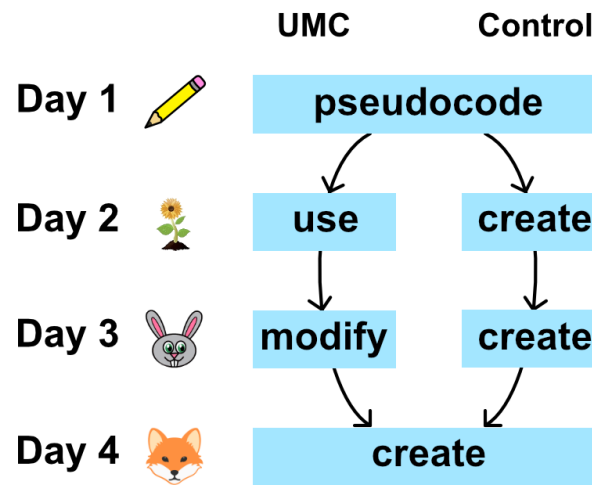 UMC Control
Day 1 pseudocode
Day 2 use create
Day 3 modify create
Day 4 create